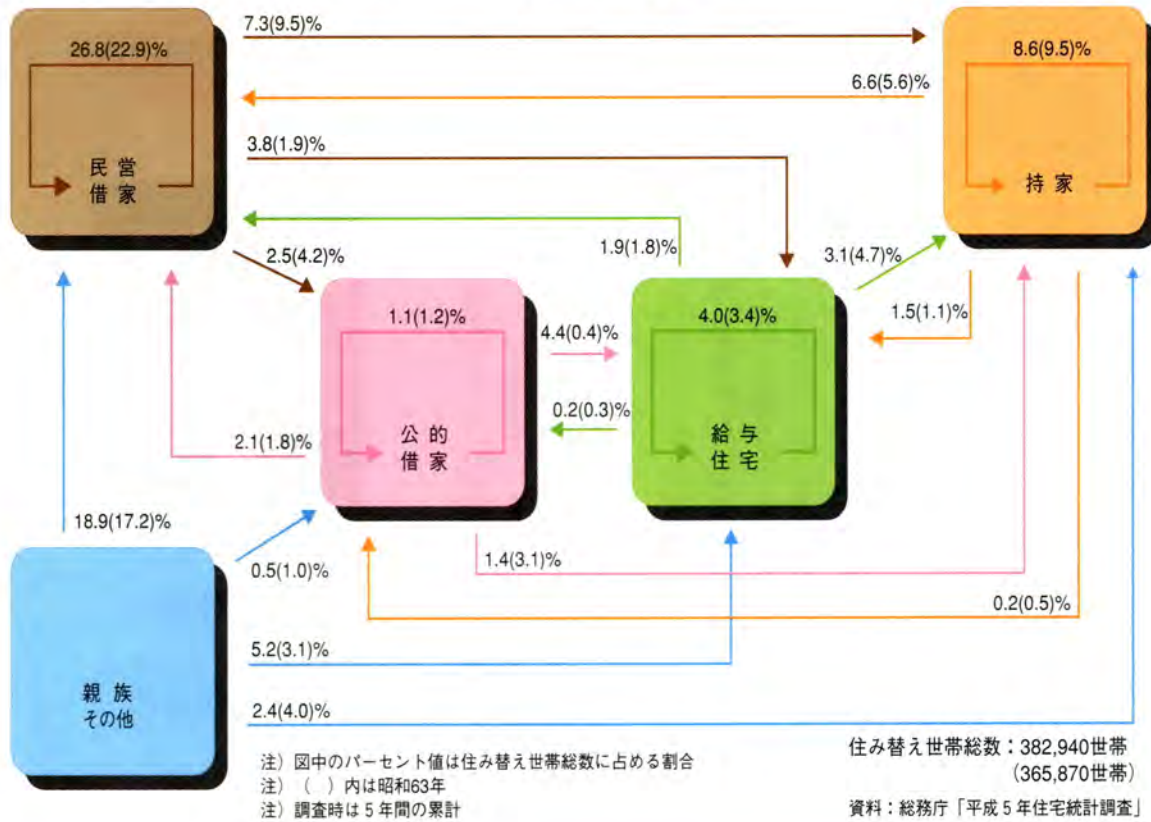 7.3(9.5)%
26.8(22.9)%
8.6(9.5)%
6.6(5.6)%
3.8(1.9)%
民営
借家
持家
1.9(1.8)%
3.1(4.7)%
2.5(4.2)%
1.1(1.2)%
4.4(0.4)%
4.0(3.4)%
1.5(1.1)%
0.2(0.3)%
公的
借家
給与
住宅
2.1(1.8)%
18.9(17.2)%
0.5(1.0)%
1.4(3.1)%
0.2(0.5)%
5.2(3.1)%
親族
その他
2.4(4.0)%
注）図中のパーセント値は住み替え世帯総数に占める割合
注）（　）内は昭和63年
注）調査時は5年間の累計
住み替え世帯総数：382,940世帯
（365,870世帯）
資料：総務庁「平成5年住宅統計調査」